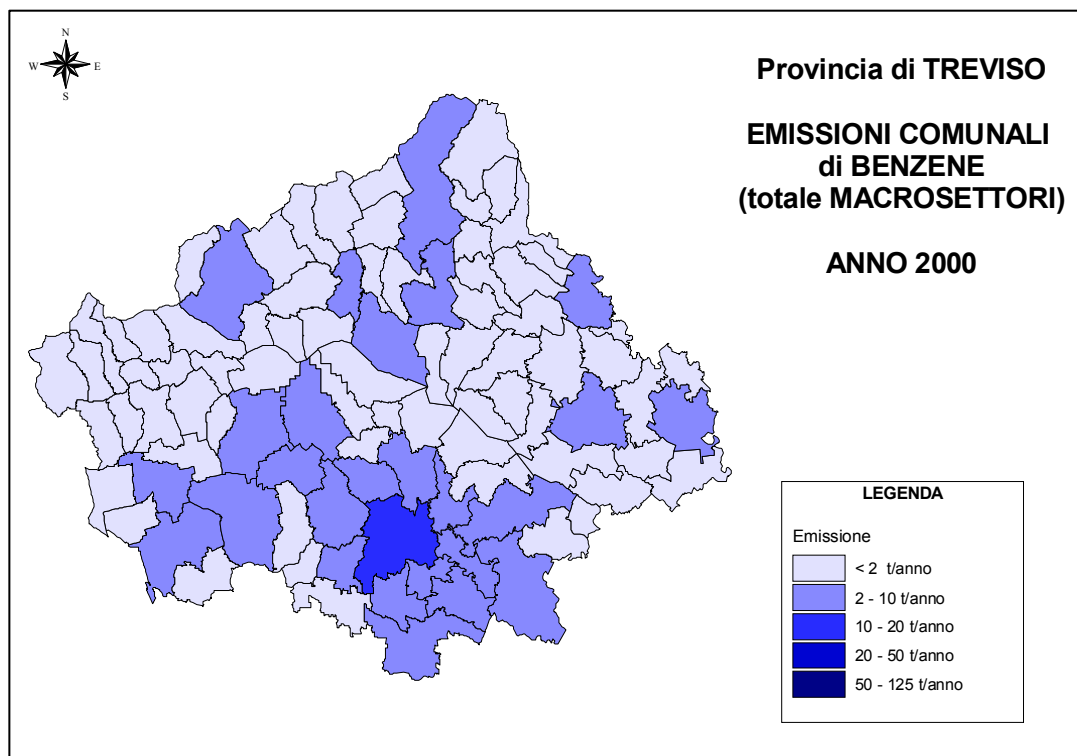 N
W E
S
Provincia di TREVISO
EMISSIONI COMUNALI
di BENZENE
(totale MACROSETTORI)
ANNO 2000
LEGENDA
Emissione
< 2 t/anno
2 - 10 t/anno
10 - 20 t/anno
20 - 50 t/anno
50 - 125 t/anno